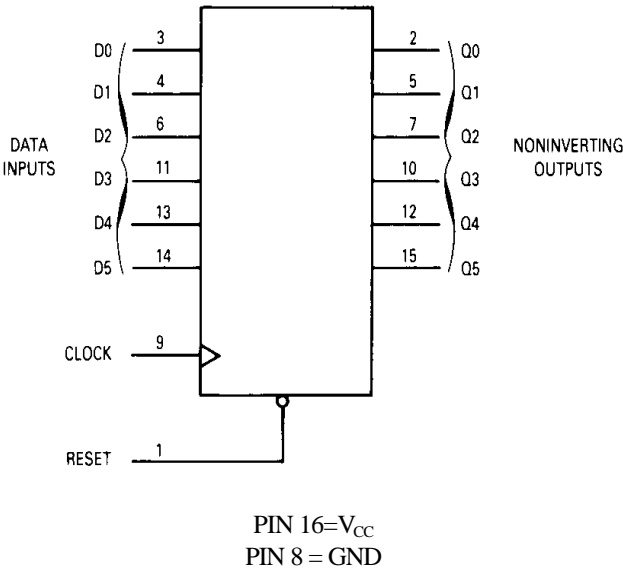 D0 3 2 Q0
D1 4 5 Q1
D2 6 7 Q2
DATA INPUTS
NONINVERTING OUTPUTS
D3 11 10 Q3
D4 13 12 Q4
D5 14 15 Q5
CLOCK 9
RESET 1
PIN 16=VCC
PIN 8 = GND